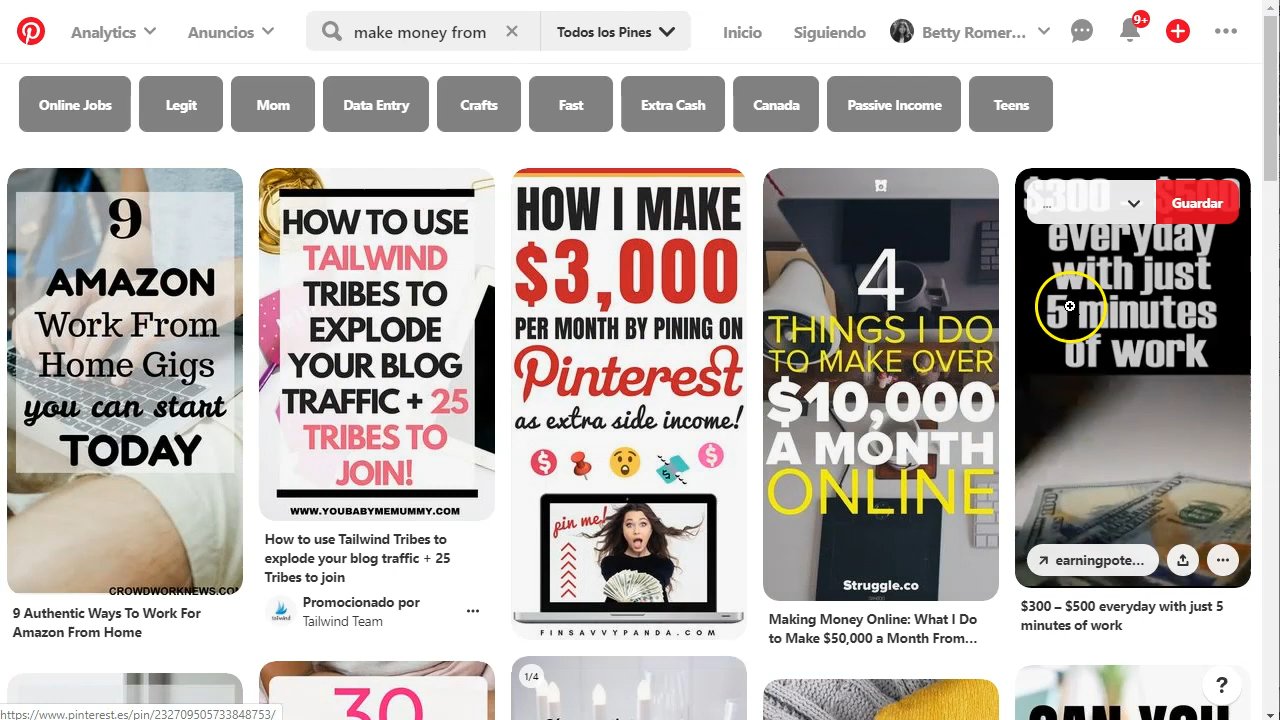 Analytics
Anuncios
make money from
Todos los Pines
Inicio
Siguiendo
Betty Romer...
9+
Online Jobs
Legit
Mom
Data Entry
Crafts
Fast
Extra Cash
Canada
Passive Income
Teens
9
AMAZON
Work From
Home Gigs
you can start
TODAY
CROWDWORKNEWS.COM
9 Authentic Ways To Work For
Amazon From Home
HOW TO USE
TAILWIND
TRIBES TO
EXPLODE
YOUR BLOG
TRAFFIC + 25
TRIBES TO
JOIN!
WWW.YOUBABYMEMUMMY.COM
How to use Tailwind Tribes to
explode your blog traffic + 25
Tribes to join
tailwind
Promocionado por
Tailwind Team
30
HOW I MAKE
$3,000
PER MONTH BY PINING ON
Pinterest
as extra side income!
pin me!
FINSAVVYPANDA.COM
1/4
4
THINGS I DO
TO MAKE OVER
$10,000
A MONTH
ONLINE
Struggle.co
Making Money Online: What I Do
to Make $50,000 a Month From...
$300 - $500
...
Guardar
everyday
with just
5 minutes
of work
earningpote...
$300 – $500 everyday with just 5
minutes of work
CAN YOU
?
https://www.pinterest.es/pin/232709505733848753/